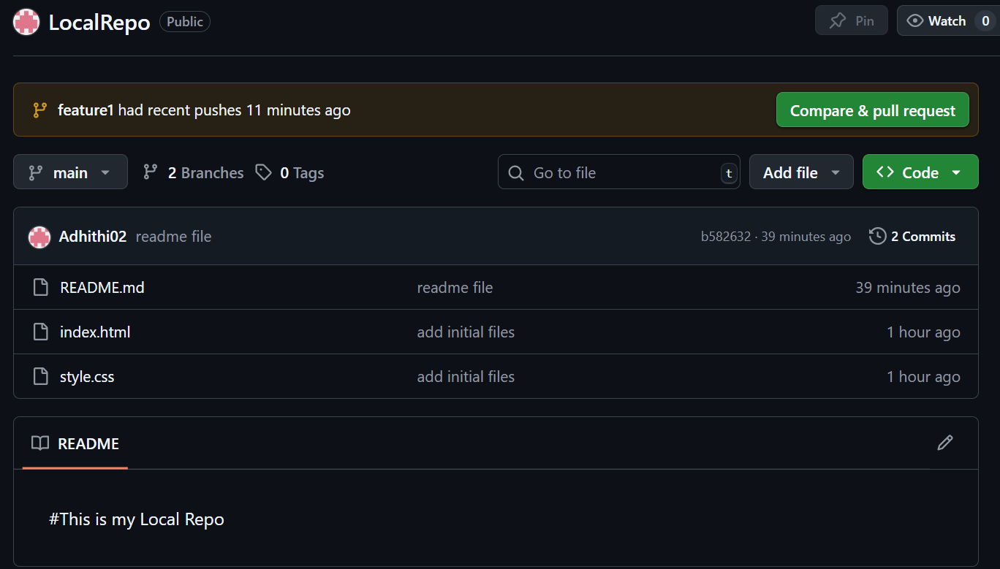 LocalRepo Public Pin Watch 0
feature1 had recent pushes 11 minutes ago Compare & pull request
main 2 Branches 0 Tags Go to file t Add file Code
Adhithi02 readme file b582632 · 39 minutes ago 2 Commits
README.md readme file 39 minutes ago
index.html add initial files 1 hour ago
style.css add initial files 1 hour ago
README
#This is my Local Repo